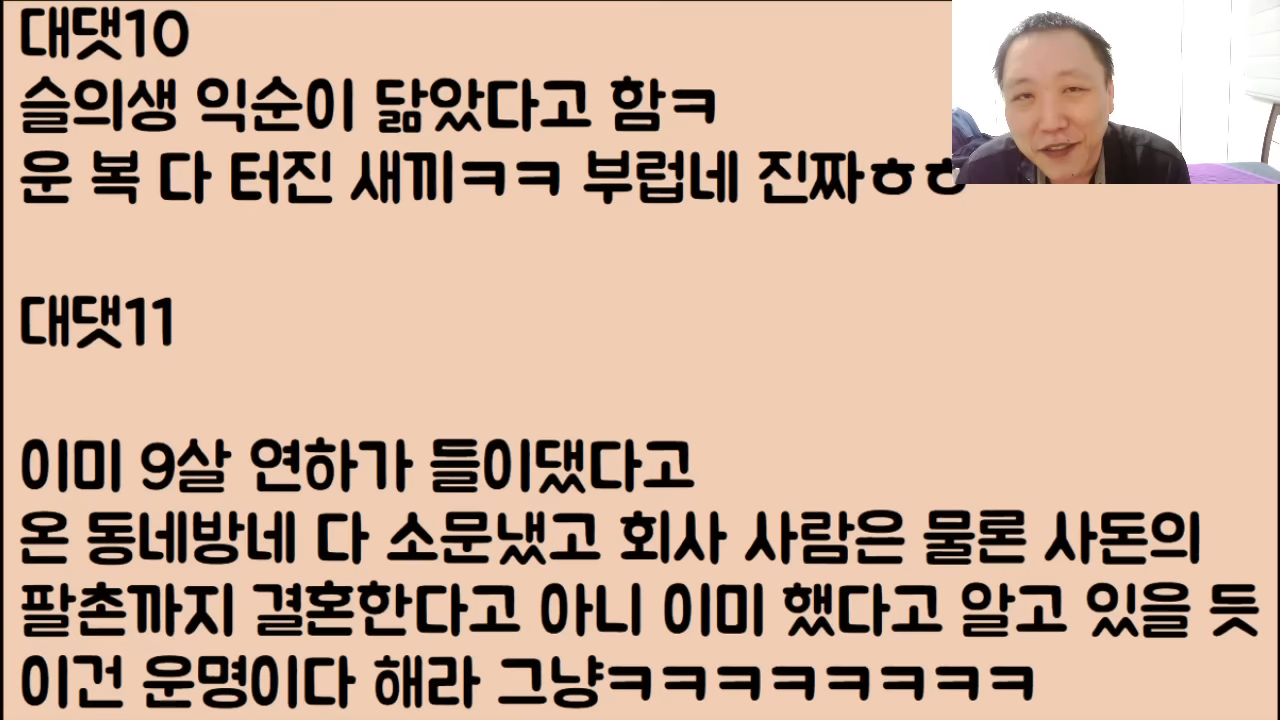 대댓10
슬의생 익순이 닮았다고 함ㅋ
운 복 다 터진 새끼ㅋㅋ 부럽네 진짜ㅎㅎ
대댓11
이미 9살 연하가 들이댔다고
온 동네방네 다 소문냈고 회사 사람은 물론 사돈의
팔촌까지 결혼한다고 아니 이미 했다고 알고 있을 듯
이건 운명이다 해라 그냥ㅋㅋㅋㅋㅋㅋㅋㅋ